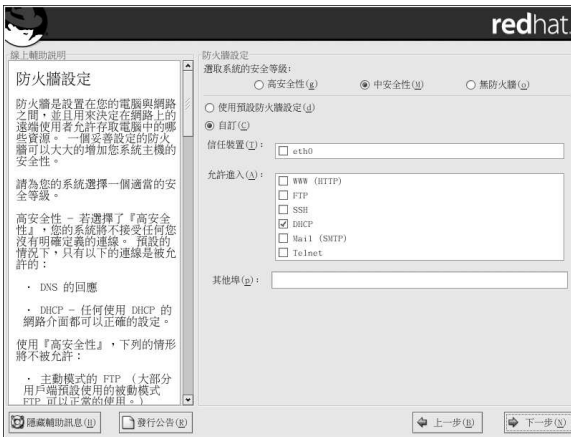 redhat.
線上輔助說明
防火牆設定
防火牆是設置在您的電腦與網路
之間，並且用來決定在網路上的
遠端使用者允許存取電腦中的哪
些資源。 一個妥善設定的防火
牆可以大大的增加您系統主機的
安全性。
請為您的系統選擇一個適當的安
全等級。
高安全性 - 若選擇了『高安全
性』，您的系統將不接受任何您
沒有明確定義的連線。 預設的
情況下，只有以下的連線是被允
許的：
· DNS 的回應
· DHCP - 任何使用 DHCP 的
網路介面都可以正確的設定。
使用『高安全性』，下列的情形
將不被允許：
· 主動模式的 FTP （大部分
用戶端預設使用的被動模式
FTP 可以正常的使用。）
防火牆設定
選取系統的安全等級:
高安全性(g) 中安全性(M) 無防火牆(o)
使用預設防火牆設定(d)
自訂(C)
信任裝置(T): eth0
允許進入(A): WWW (HTTP)
FTP
SSH
DHCP
Mail (SMTP)
Telnet
其他埠(p):
隱藏輔助訊息(H) 發行公告(R) 上一步(B) 下一步(N)